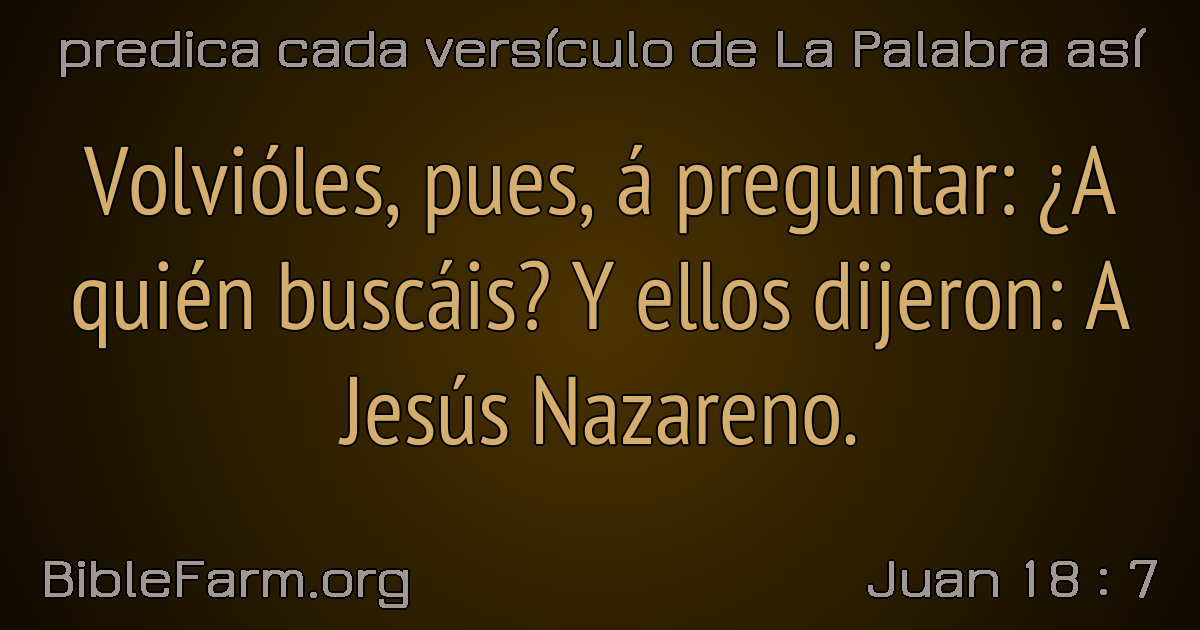 predica cada versículo de La Palabra así
Volvióles, pues, á preguntar: ¿A
quién buscáis? Y ellos dijeron: A
Jesús Nazareno.
BibleFarm.org
Juan 18 : 7